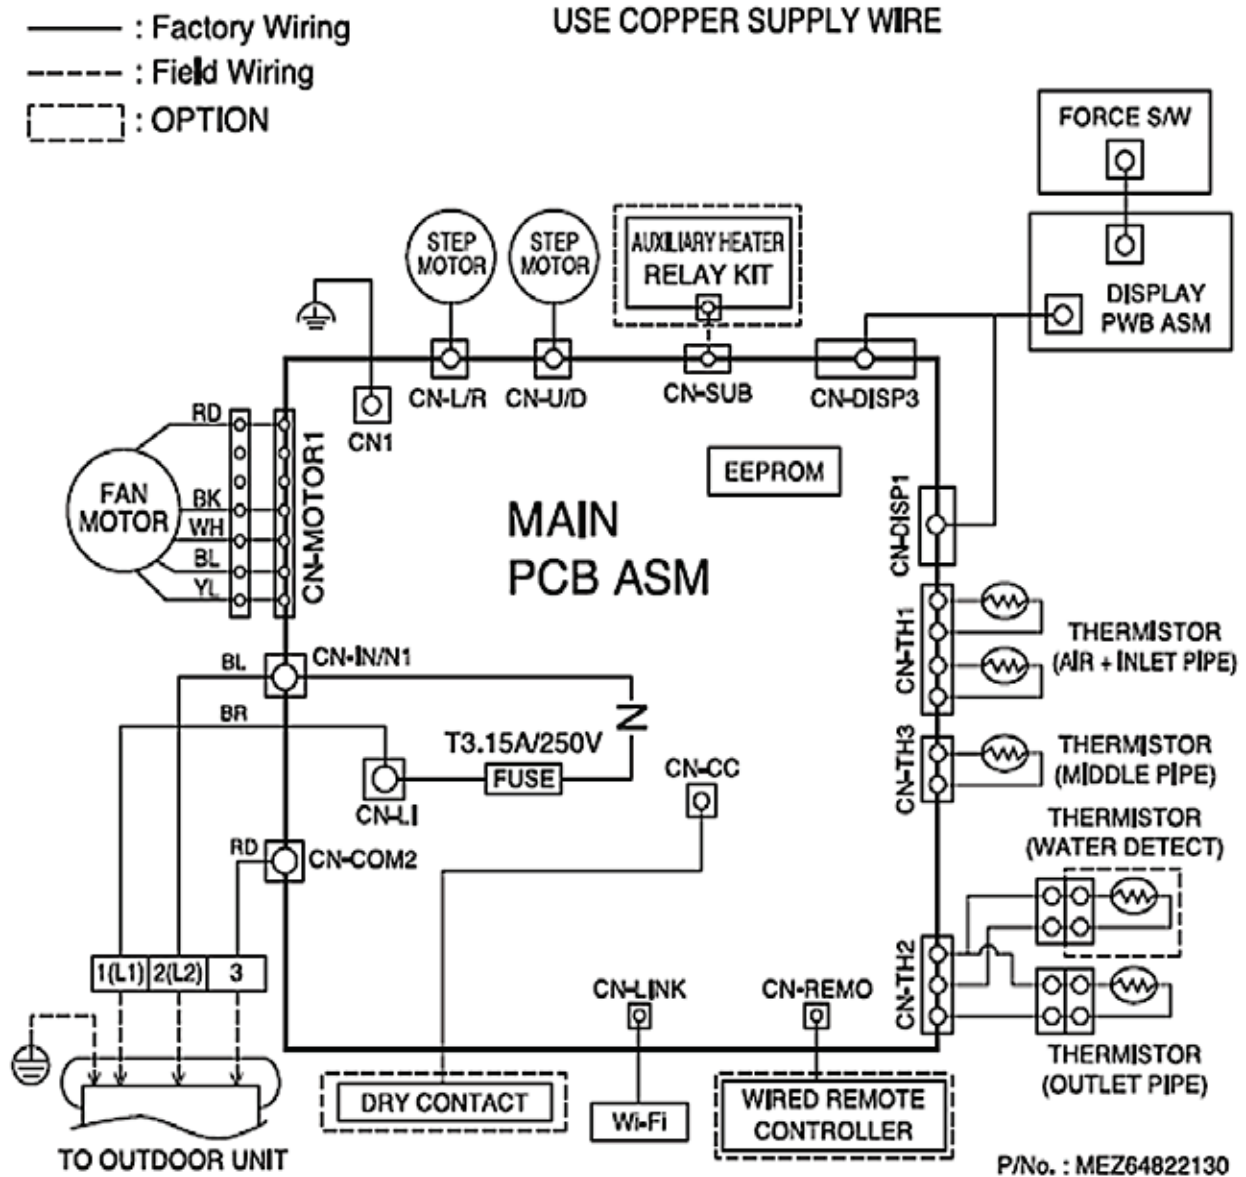 : Factory Wiring
USE COPPER SUPPLY WIRE
: Field Wiring
: OPTION
FORCE S/W
DISPLAY
PWB ASM
STEP
MOTOR
STEP
MOTOR
AUXILIARY HEATER
RELAY KIT
CN-L/R
CN-U/D
CN-SUB
CN-DISP3
CN1
RD
BK
WH
BL
YL
FAN
MOTOR
CN-MOTOR1
EEPROM
MAIN
PCB ASM
CN-DISP1
CN-TH1
THERMISTOR
(AIR + INLET PIPE)
BL
CN-IN/N1
BR
T3.15A/250V
FUSE
CN-LI
CN-CC
CN-TH3
THERMISTOR
(MIDDLE PIPE)
THERMISTOR
(WATER DETECT)
RD
CN-COM2
1(L1)
2(L2)
3
CN-TH2
CN-LINK
CN-REMO
THERMISTOR
(OUTLET PIPE)
DRY CONTACT
Wi-Fi
WIRED REMOTE
CONTROLLER
TO OUTDOOR UNIT
P/No. : MEZ64822130